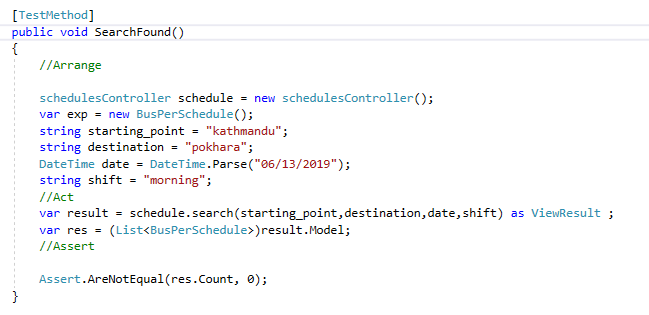 [TestMethod]
public void SearchFound()
{
//Arrange
schedulesController schedule = new schedulesController();
var exp = new BusPerSchedule();
string starting_point = "kathmandu";
string destination = "pokhara";
DateTime date = DateTime.Parse("06/13/2019");
string shift = "morning";
//Act
var result = schedule.search(starting_point,destination,date,shift) as ViewResult ;
var res = (List<BusPerSchedule>)result.Model;
//Assert
Assert.AreNotEqual(res.Count, 0);
}